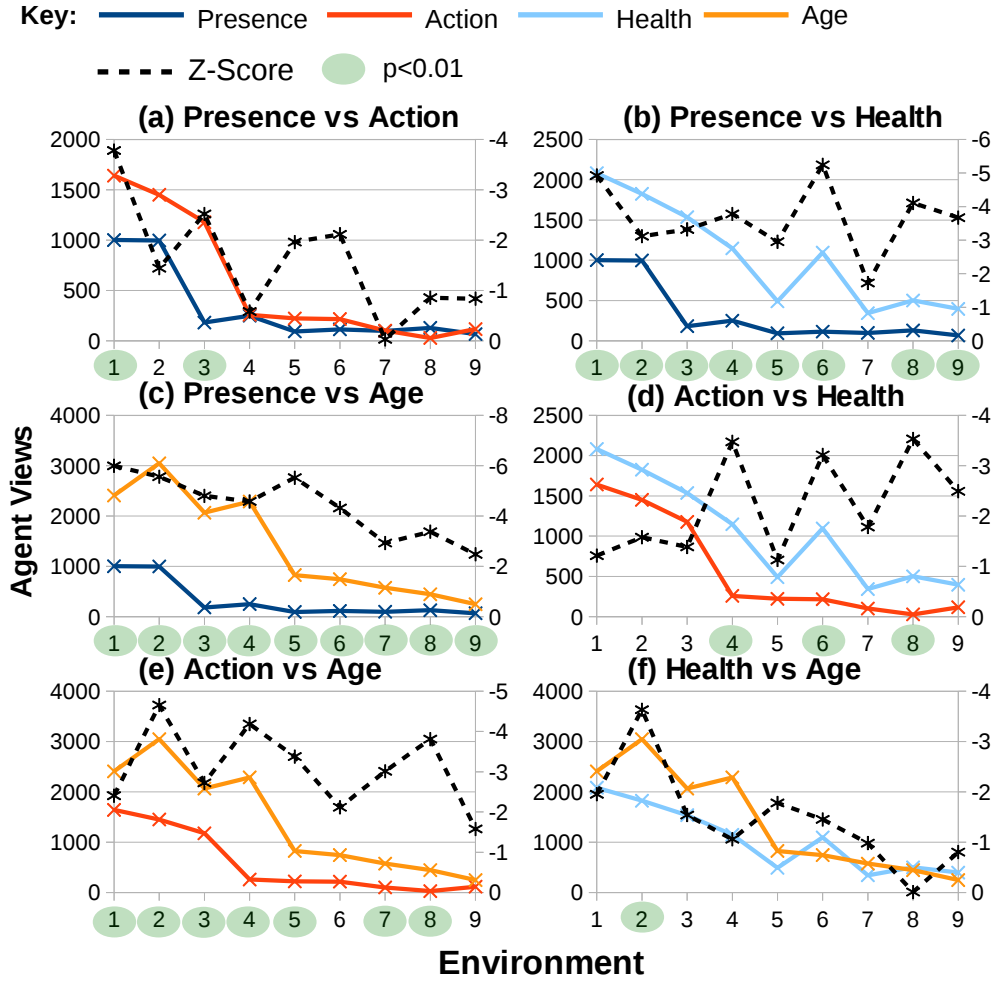 Key: Presence Action Health Age
Z-Score p<0.01
(a) Presence vs Action
2000 -4
1500 -3
1000 -2
500 -1
0 0
1 2 3 4 5 6 7 8 9
(b) Presence vs Health
2500 -6
2000 -5
1500 -4
1000 -3
500 -2
0 -1
0
1 2 3 4 5 6 7 8 9
(c) Presence vs Age
4000 -8
3000 -6
2000 -4
1000 -2
0 0
1 2 3 4 5 6 7 8 9
(d) Action vs Health
2500 -4
2000 -3
1500 -2
1000 -1
500 0
0
1 2 3 4 5 6 7 8 9
(e) Action vs Age
4000 -5
3000 -4
2000 -3
1000 -2
0 -1
0
1 2 3 4 5 6 7 8 9
(f) Health vs Age
4000 -4
3000 -3
2000 -2
1000 -1
0 0
1 2 3 4 5 6 7 8 9
Agent Views
Environment